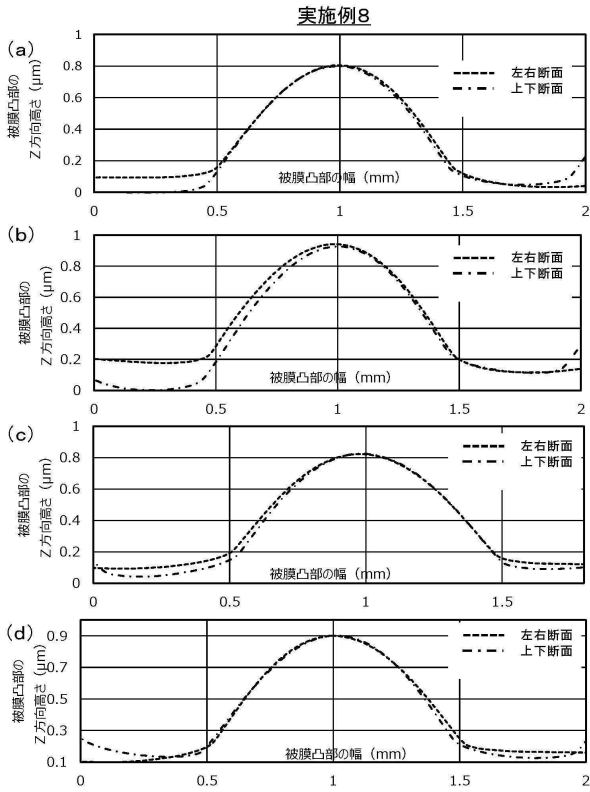 実施例8
(a)
被膜凸部の
Z方向高さ(μm)
1
0.8
0.6
0.4
0.2
0
左右断面
上下断面
被膜凸部の幅(mm)
0 0.5 1 1.5 2
(b)
被膜凸部の
Z方向高さ(μm)
1
0.8
0.6
0.4
0.2
0
左右断面
上下断面
被膜凸部の幅(mm)
0 0.5 1 1.5 2
(c)
被膜凸部の
Z方向高さ(μm)
1
0.8
0.6
0.4
0.2
0
左右断面
上下断面
被膜凸部の幅(mm)
0 0.5 1 1.5
(d)
被膜凸部の
Z方向高さ(μm)
0.9
0.7
0.5
0.3
0.1
左右断面
上下断面
被膜凸部の幅(mm)
0 0.5 1 1.5 2